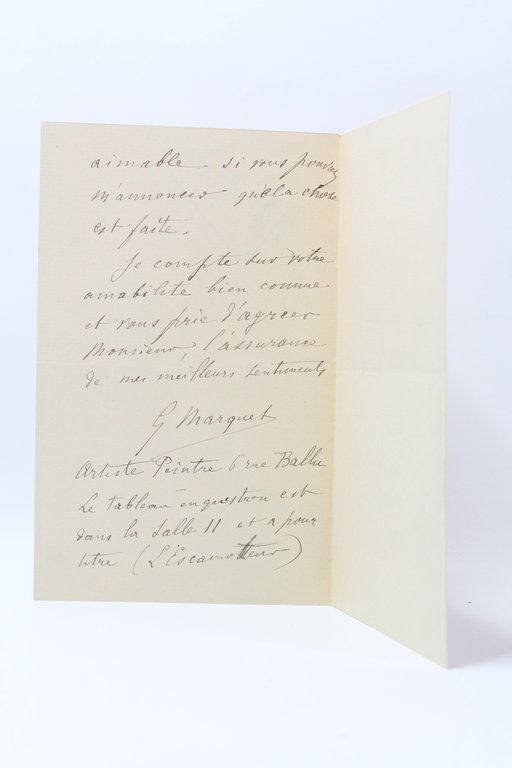 aimable si vous pouviez
m'annoncer que la chose
est faite.
Je compte sur votre
amabilité bien connue
et vous prie d'agréer
Monsieur, l'assurance
de mes meilleurs sentiments
G Marquet
Artiste Peintre 6 rue Ballu
Le tableau en question est
dans la salle 11 et a pour
titre (L'Escamoteur)